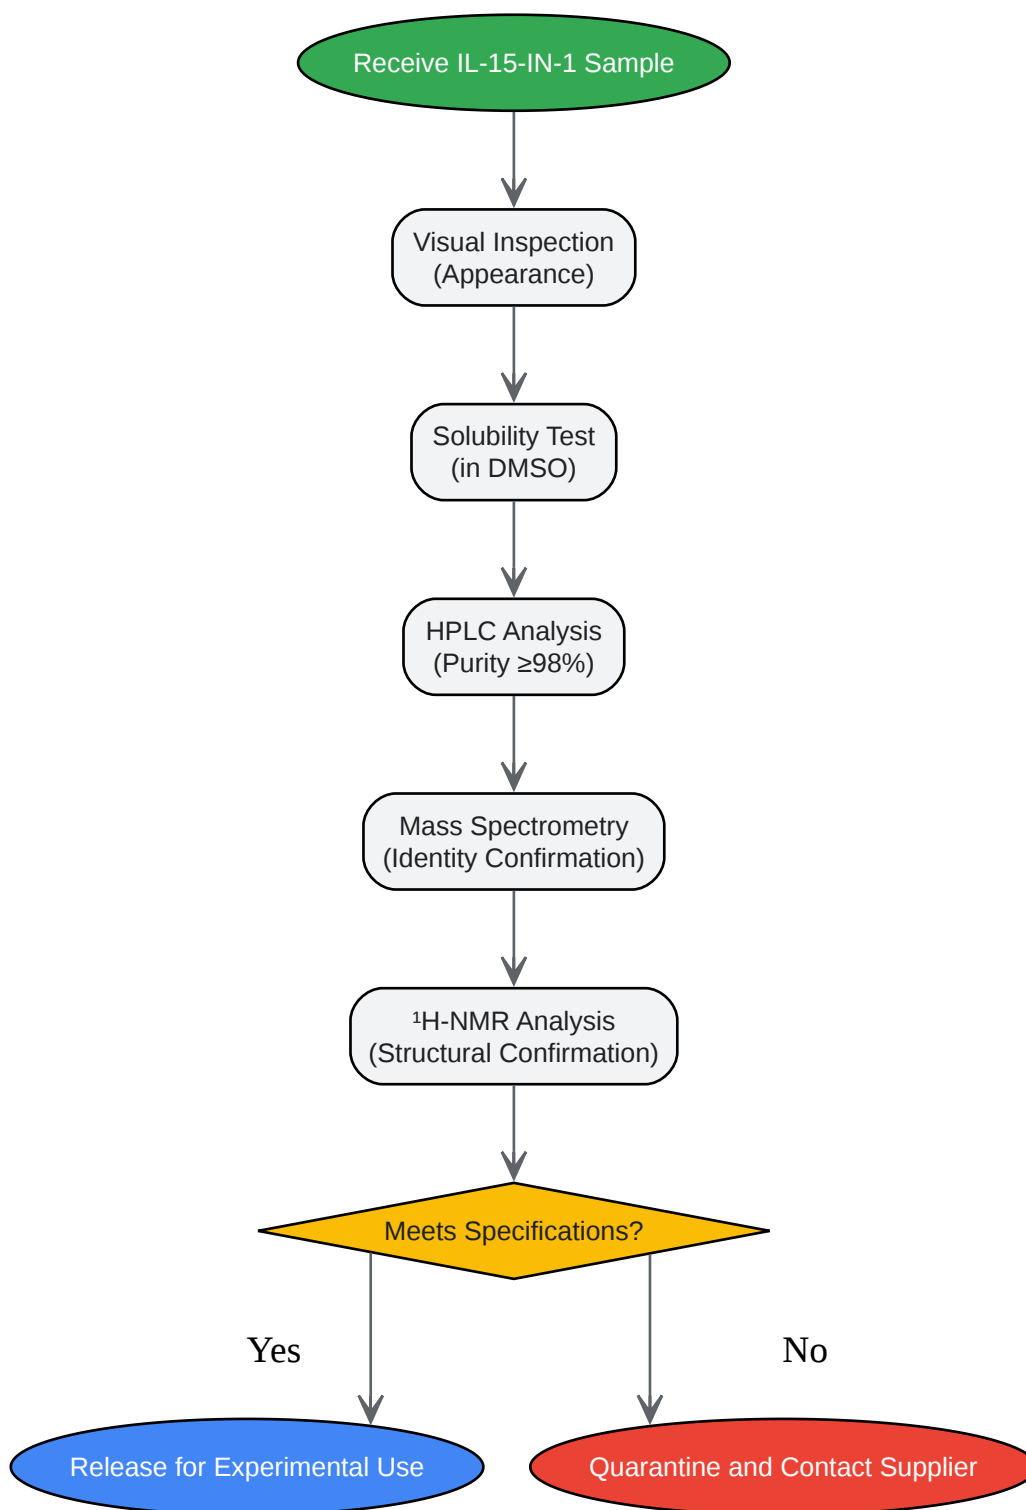 Receive IL-15-IN-1 Sample
Visual Inspection
(Appearance)
Solubility Test
(in DMSO)
HPLC Analysis
(Purity ≥98%)
Mass Spectrometry
(Identity Confirmation)
¹H-NMR Analysis
(Structural Confirmation)
Meets Specifications?
Yes
No
Release for Experimental Use
Quarantine and Contact Supplier